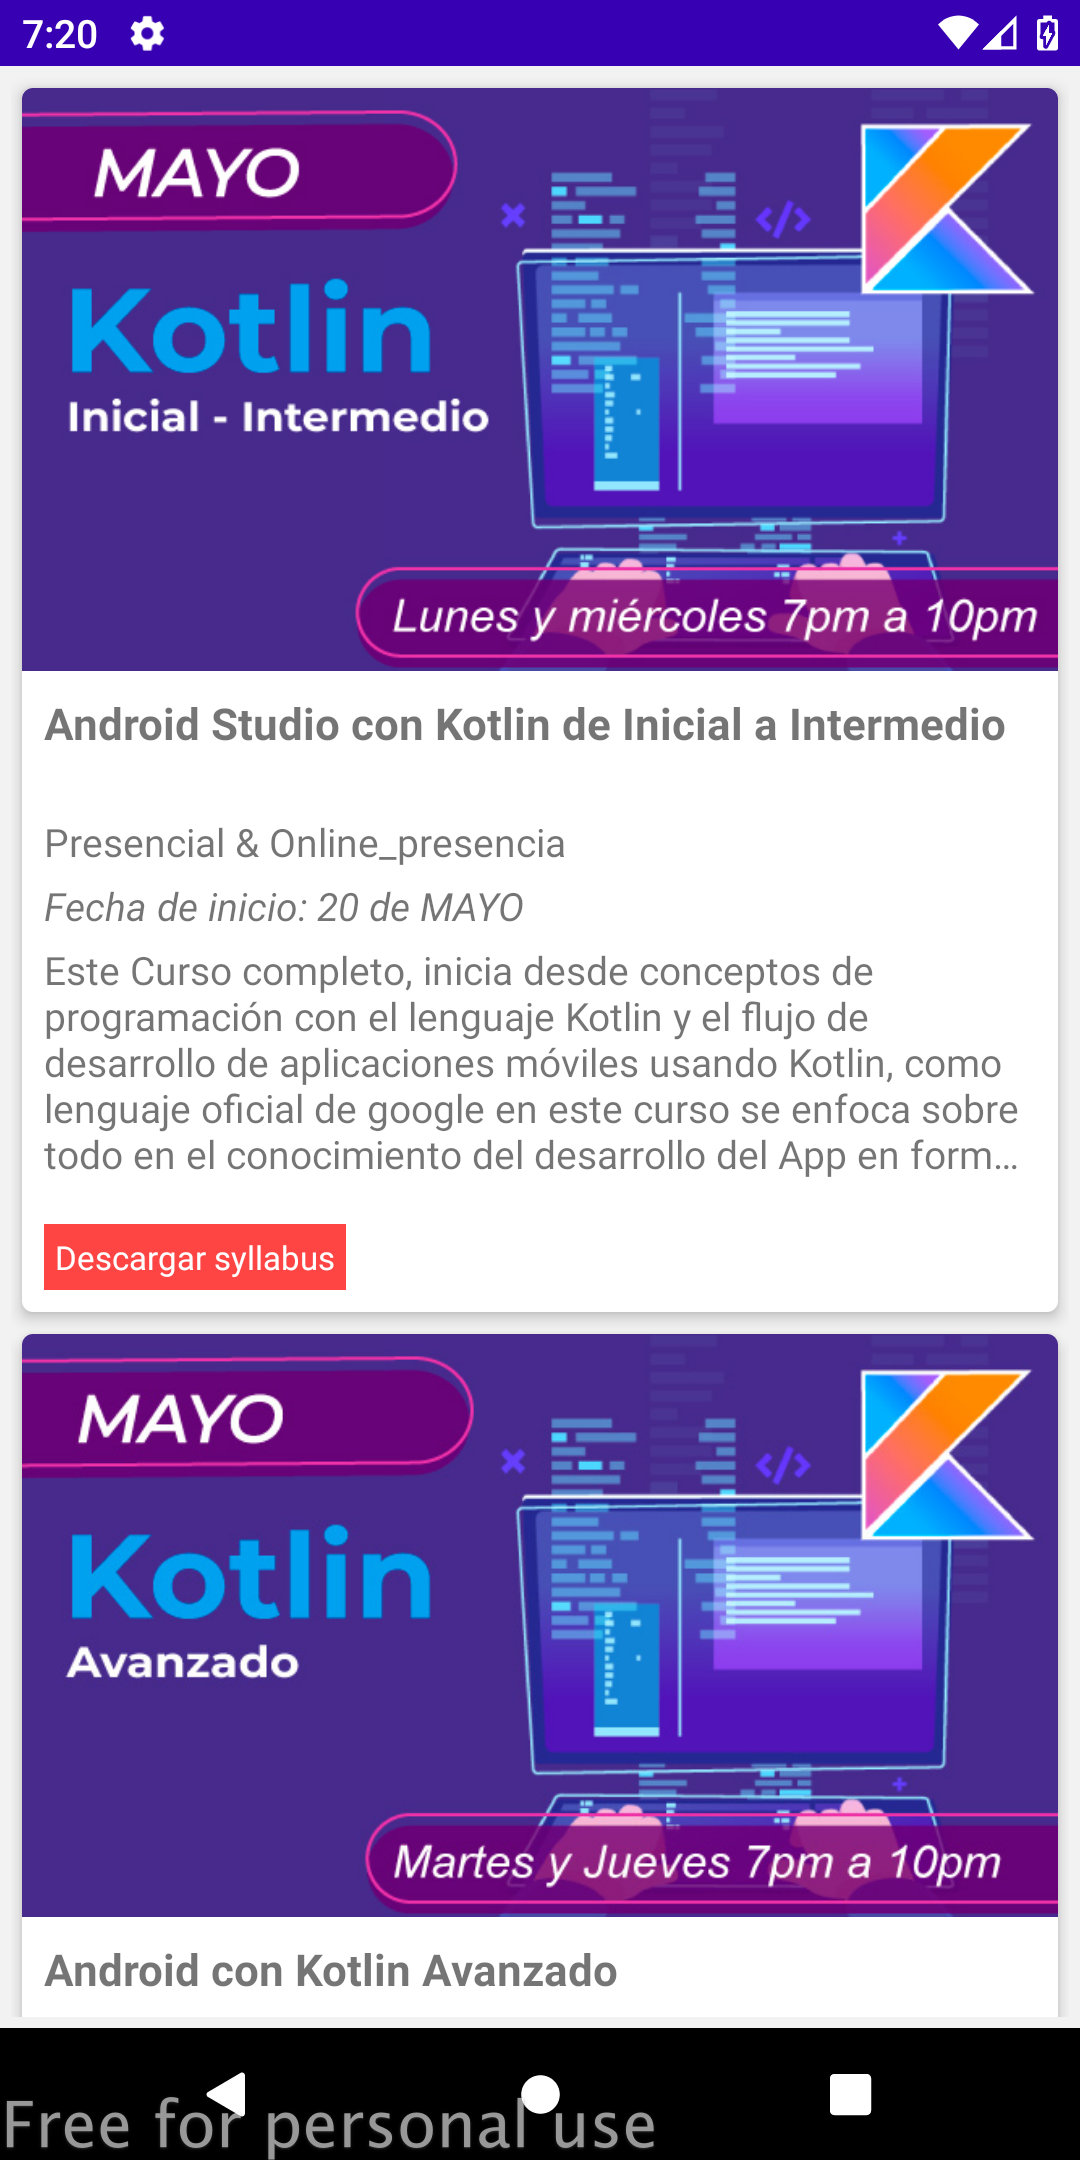 7:20
MAYO
Kotlin
Inicial - Intermedio
Lunes y miércoles 7pm a 10pm
Android Studio con Kotlin de Inicial a Intermedio
Presencial & Online_presencia
Fecha de inicio: 20 de MAYO
Este Curso completo, inicia desde conceptos de
programación con el lenguaje Kotlin y el flujo de
desarrollo de aplicaciones móviles usando Kotlin, como
lenguaje oficial de google en este curso se enfoca sobre
todo en el conocimiento del desarrollo del App en form...
Descargar syllabus
MAYO
Kotlin
Avanzado
Martes y Jueves 7pm a 10pm
Android con Kotlin Avanzado
Free for personal use